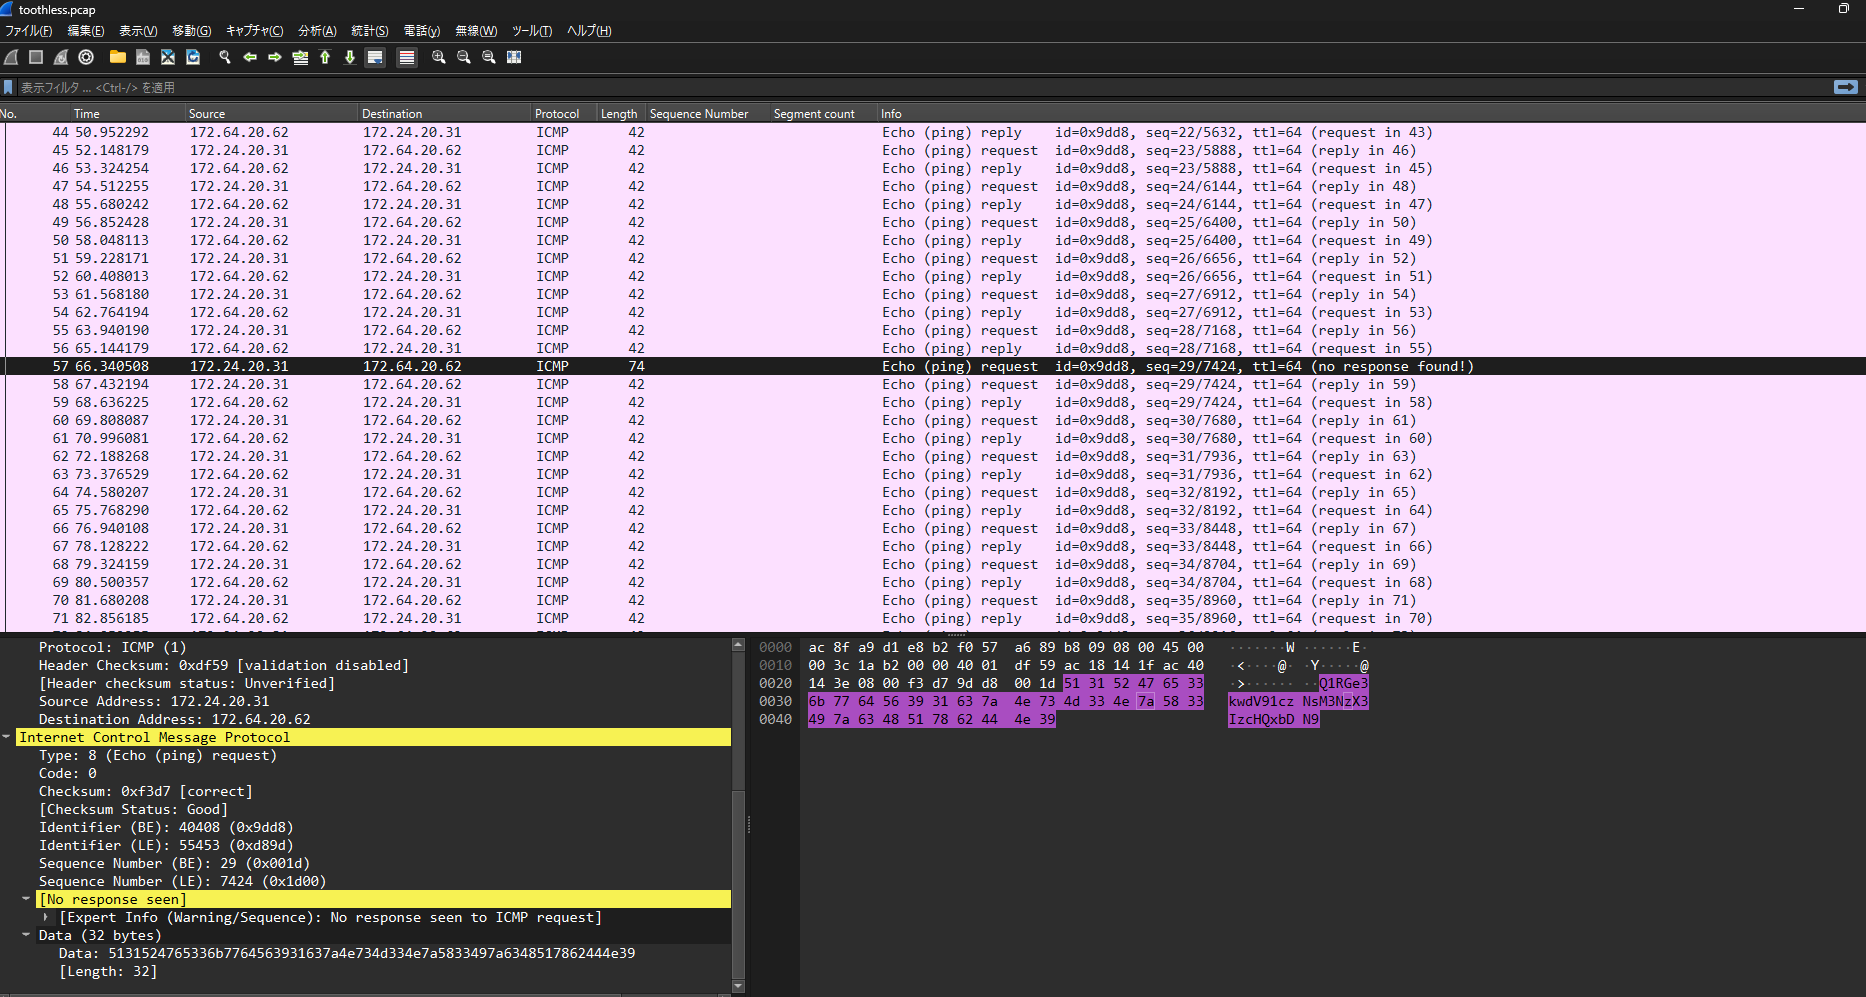 toothless.pcap
ファイル(F) 編集(E) 表示(V) 移動(G) キャプチャ(C) 分析(A) 統計(S) 電話(y) 無線(W) ツール(T) ヘルプ(H)
表示フィルタ ... <Ctrl-/> を適用
No. Time Source Destination Protocol Length Sequence Number Segment count Info
44 50.952292 172.64.20.62 172.24.20.31 ICMP 42 Echo (ping) reply id=0x9dd8, seq=22/5632, ttl=64 (request in 43)
45 52.148179 172.24.20.31 172.64.20.62 ICMP 42 Echo (ping) request id=0x9dd8, seq=23/5888, ttl=64 (reply in 46)
46 53.324254 172.64.20.62 172.24.20.31 ICMP 42 Echo (ping) reply id=0x9dd8, seq=23/5888, ttl=64 (request in 45)
47 54.512255 172.24.20.31 172.64.20.62 ICMP 42 Echo (ping) request id=0x9dd8, seq=24/6144, ttl=64 (reply in 48)
48 55.680242 172.64.20.62 172.24.20.31 ICMP 42 Echo (ping) reply id=0x9dd8, seq=24/6144, ttl=64 (request in 47)
49 56.852428 172.24.20.31 172.64.20.62 ICMP 42 Echo (ping) request id=0x9dd8, seq=25/6400, ttl=64 (reply in 50)
50 58.048113 172.64.20.62 172.24.20.31 ICMP 42 Echo (ping) reply id=0x9dd8, seq=25/6400, ttl=64 (request in 49)
51 59.228171 172.24.20.31 172.64.20.62 ICMP 42 Echo (ping) request id=0x9dd8, seq=26/6656, ttl=64 (reply in 52)
52 60.408013 172.64.20.62 172.24.20.31 ICMP 42 Echo (ping) reply id=0x9dd8, seq=26/6656, ttl=64 (request in 51)
53 61.568180 172.24.20.31 172.64.20.62 ICMP 42 Echo (ping) request id=0x9dd8, seq=27/6912, ttl=64 (reply in 54)
54 62.764194 172.64.20.62 172.24.20.31 ICMP 42 Echo (ping) reply id=0x9dd8, seq=27/6912, ttl=64 (request in 53)
55 63.940190 172.24.20.31 172.64.20.62 ICMP 42 Echo (ping) request id=0x9dd8, seq=28/7168, ttl=64 (reply in 56)
56 65.144179 172.64.20.62 172.24.20.31 ICMP 42 Echo (ping) reply id=0x9dd8, seq=28/7168, ttl=64 (request in 55)
57 66.340508 172.24.20.31 172.64.20.62 ICMP 74 Echo (ping) request id=0x9dd8, seq=29/7424, ttl=64 (no response found!)
58 67.432194 172.24.20.31 172.64.20.62 ICMP 42 Echo (ping) request id=0x9dd8, seq=29/7424, ttl=64 (reply in 59)
59 68.636225 172.64.20.62 172.24.20.31 ICMP 42 Echo (ping) reply id=0x9dd8, seq=29/7424, ttl=64 (request in 58)
60 69.808087 172.24.20.31 172.64.20.62 ICMP 42 Echo (ping) request id=0x9dd8, seq=30/7680, ttl=64 (reply in 61)
61 70.996081 172.64.20.62 172.24.20.31 ICMP 42 Echo (ping) reply id=0x9dd8, seq=30/7680, ttl=64 (request in 60)
62 72.188268 172.24.20.31 172.64.20.62 ICMP 42 Echo (ping) request id=0x9dd8, seq=31/7936, ttl=64 (reply in 63)
63 73.376529 172.64.20.62 172.24.20.31 ICMP 42 Echo (ping) reply id=0x9dd8, seq=31/7936, ttl=64 (request in 62)
64 74.580207 172.24.20.31 172.64.20.62 ICMP 42 Echo (ping) request id=0x9dd8, seq=32/8192, ttl=64 (reply in 65)
65 75.768290 172.64.20.62 172.24.20.31 ICMP 42 Echo (ping) reply id=0x9dd8, seq=32/8192, ttl=64 (request in 64)
66 76.940108 172.24.20.31 172.64.20.62 ICMP 42 Echo (ping) request id=0x9dd8, seq=33/8448, ttl=64 (reply in 67)
67 78.128222 172.64.20.62 172.24.20.31 ICMP 42 Echo (ping) reply id=0x9dd8, seq=33/8448, ttl=64 (request in 66)
68 79.324159 172.24.20.31 172.64.20.62 ICMP 42 Echo (ping) request id=0x9dd8, seq=34/8704, ttl=64 (reply in 69)
69 80.500357 172.64.20.62 172.24.20.31 ICMP 42 Echo (ping) reply id=0x9dd8, seq=34/8704, ttl=64 (request in 68)
70 81.680208 172.24.20.31 172.64.20.62 ICMP 42 Echo (ping) request id=0x9dd8, seq=35/8960, ttl=64 (reply in 71)
71 82.856185 172.64.20.62 172.24.20.31 ICMP 42 Echo (ping) reply id=0x9dd8, seq=35/8960, ttl=64 (request in 70)
Protocol: ICMP (1)
Header Checksum: 0xdf59 [validation disabled]
[Header checksum status: Unverified]
Source Address: 172.24.20.31
Destination Address: 172.64.20.62
Internet Control Message Protocol
Type: 8 (Echo (ping) request)
Code: 0
Checksum: 0xf3d7 [correct]
[Checksum Status: Good]
Identifier (BE): 40408 (0x9dd8)
Identifier (LE): 55453 (0xd89d)
Sequence Number (BE): 29 (0x001d)
Sequence Number (LE): 7424 (0x1d00)
[No response seen]
[Expert Info (Warning/Sequence): No response seen to ICMP request]
Data (32 bytes)
Data: 5131524765336b7764563931637a4e734d334e7a5833497a6348517862444e39
[Length: 32]
0000 ac 8f a9 d1 e8 b2 f0 57 a6 89 b8 09 08 00 45 00 ·······W ······E·
0010 00 3c 1a b2 00 00 40 01 df 59 ac 18 14 1f ac 40 ·<····@· ·Y·····@
0020 14 3e 08 00 f3 d7 9d d8 00 1d 51 31 52 47 65 33 ·>······ ··Q1RGe3
0030 6b 77 64 56 39 31 63 7a 4e 73 4d 33 4e 7a 58 33 kwdV91cz NsM3NzX3
0040 49 7a 63 48 51 78 62 44 4e 39 IzcHQxbD N9